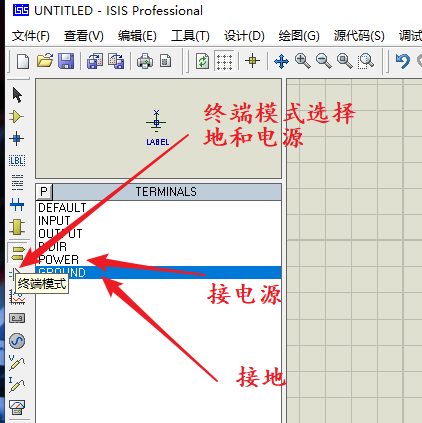 UNTITLED - ISIS Professional
文件(F) 查看(V) 编辑(E) 工具(T) 设计(D) 绘图(G) 源代码(S) 调
LABEL
终端模式选择
地和电源
LBL
P TERMINALS
DEFAULT
INPUT
OUTPUT
BIDIR
POWER
GROUND
终端模式
接电源
接地
V
I